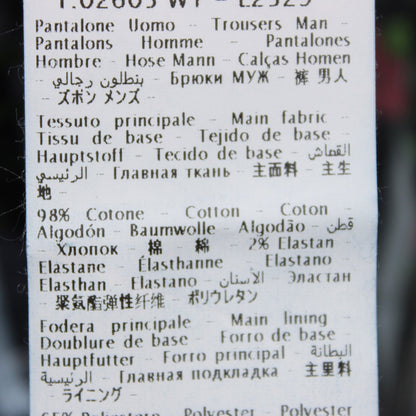 Pantalone Uomo - Trousers Man -
Pantalons Homme - Pantalones
Hombre - Hose Mann - Calças Homen
- بنطلون رجالي - Брюки МУЖ - 裤 男人
- ズボン メンズ -
Tessuto principale - Main fabric -
Tissu de base - Tejido de base -
Hauptstoff - Tecido de base - القماش
الرئيسي - Главная ткань - 主面料 - 主生
地 -
98% Cotone - Cotton - Coton -
Algodón - Baumwolle - Algodão - قطن
- Хлопок - 棉 - 綿 - 2% Elastan -
Elastane - Élasthanne - Elastano -
Elasthan - Elastano - الأستان - Эластан
- 聚氨酯弹性纤维 - ポリウレタン
Fodera principale - Main lining -
Doublure de base - Forro de base -
Hauptfutter - Forro principal - البطانة
الرئيسية - Главная подкладка - 主里料
- ライニング -
65% Poliestere - Polyester - Polyester